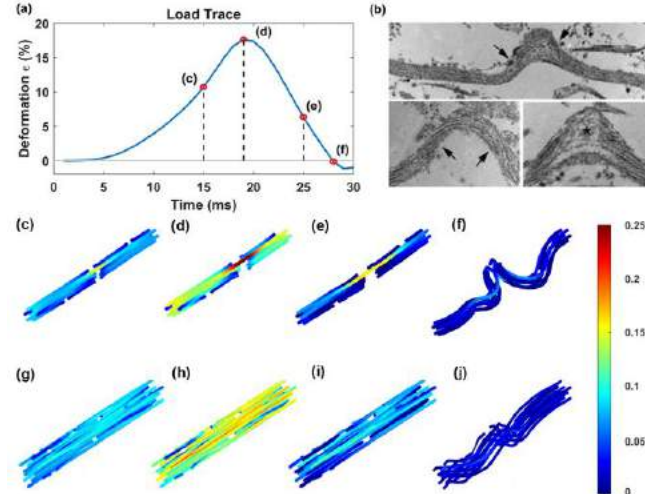 (a)
Load Trace
20
15
10
5
0
Deformation ε (%)
(c)
(d)
(e)
(f)
0
5
10
15
20
25
30
Time (ms)
(b)
*
(c)
(d)
(e)
(f)
(g)
(h)
(i)
(j)
0.25
0.2
0.15
0.1
0.05
0